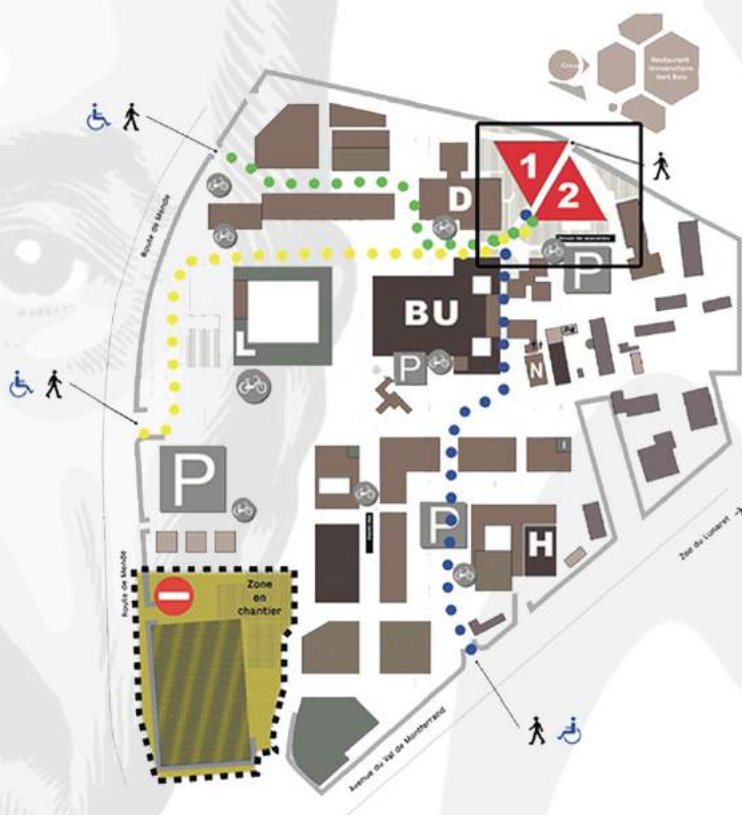 Restaurant
Universitaire
Vert Bois
Route de Mende
1
2
D
P
BU
L
P
N
P
P
H
I
Zoo du Lunaret
Route de Mende
Zone
en
chantier
Avenue du Val de Montferrand